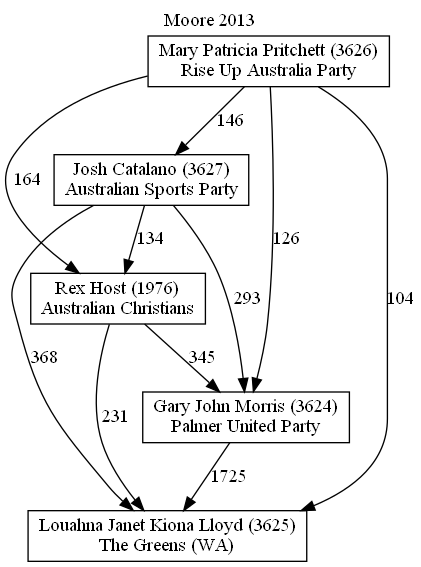 Moore 2013
Mary Patricia Pritchett (3626)
Rise Up Australia Party
146
Josh Catalano (3627)
Australian Sports Party
164
134
126
Rex Host (1976)
Australian Christians
293
104
368
345
Gary John Morris (3624)
Palmer United Party
231
1725
Louahna Janet Kiona Lloyd (3625)
The Greens (WA)